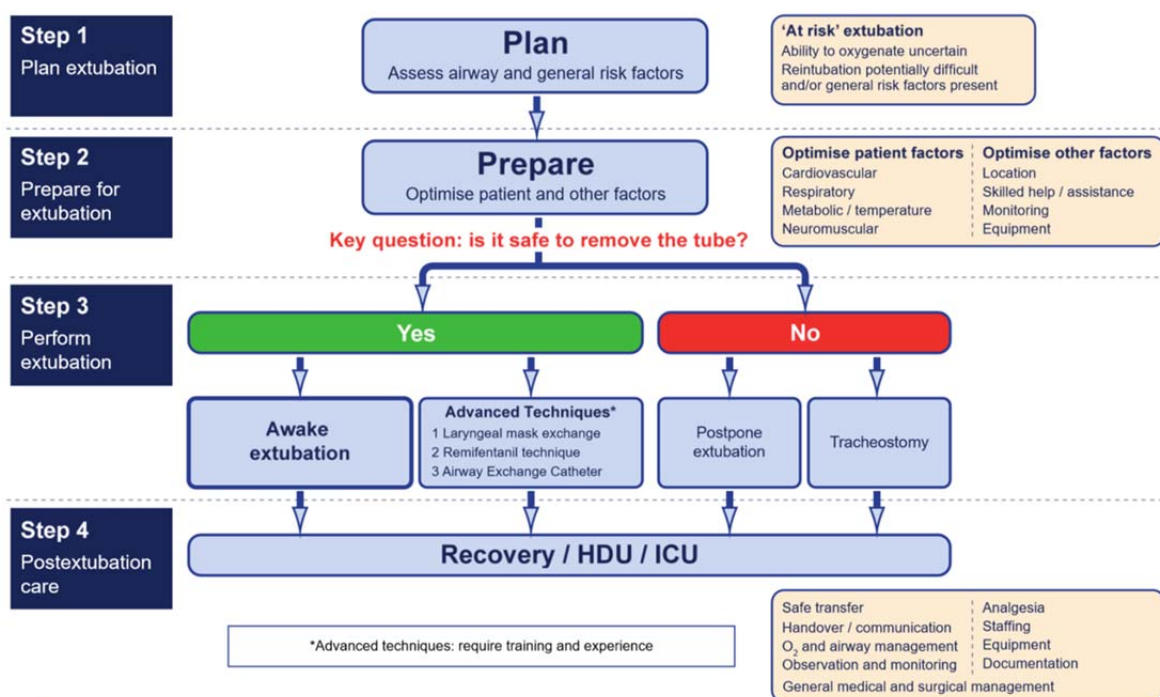 Step 1
Plan extubation
Plan
Assess airway and general risk factors
'At risk' extubation
Ability to oxygenate uncertain
Reintubation potentially difficult
and/or general risk factors present
Step 2
Prepare for
extubation
Prepare
Optimise patient and other factors
Key question: is it safe to remove the tube?
Optimise patient factors
Cardiovascular
Respiratory
Metabolic / temperature
Neuromuscular
Optimise other factors
Location
Skilled help / assistance
Monitoring
Equipment
Step 3
Perform
extubation
Yes
No
Awake
extubation
Advanced Techniques*
1 Laryngeal mask exchange
2 Remifentanil technique
3 Airway Exchange Catheter
Postpone
extubation
Tracheostomy
Step 4
Postextubation
care
Recovery / HDU / ICU
*Advanced techniques: require training and experience
Safe transfer
Handover / communication
O₂ and airway management
Observation and monitoring
Analgesia
Staffing
Equipment
Documentation
General medical and surgical management